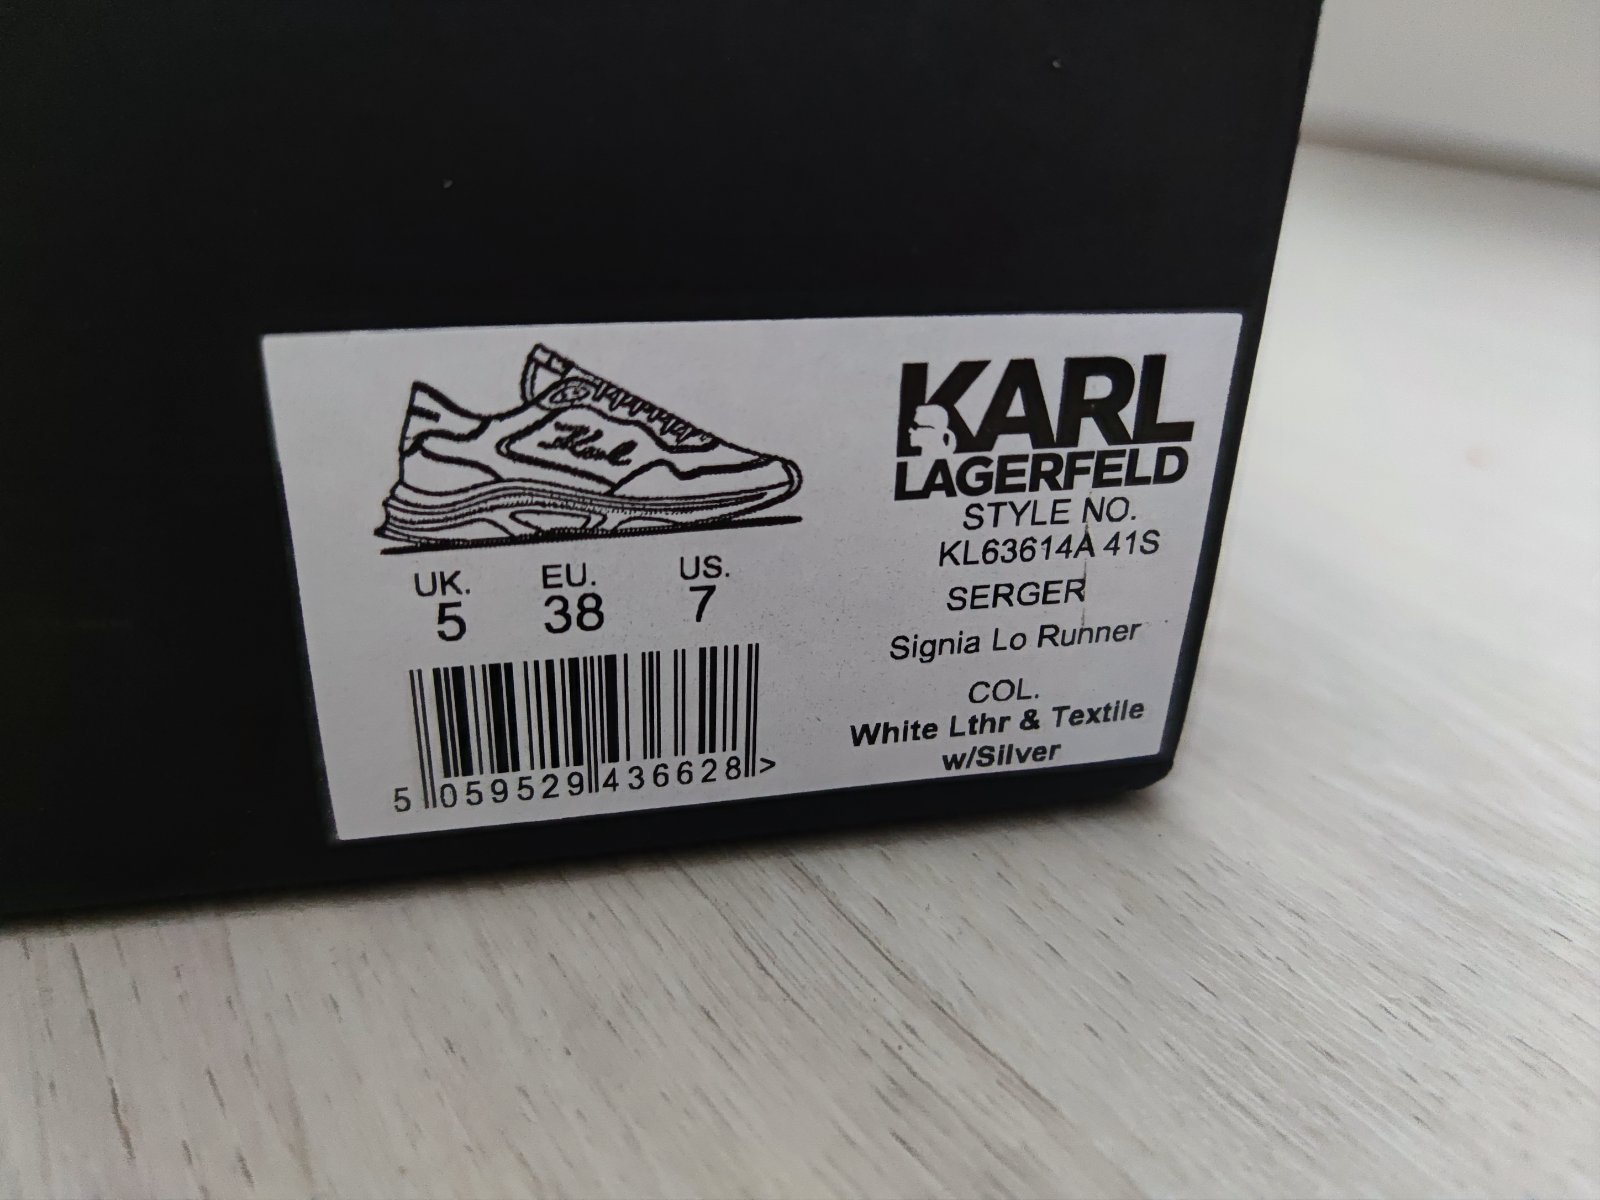 Karl
UK. EU. US.
5 38 7
5 059529 436628 >
KARL
LAGERFELD
STYLE NO.
KL63614A 41S
SERGER
Signia Lo Runner
COL.
White Lthr & Textile
w/Silver